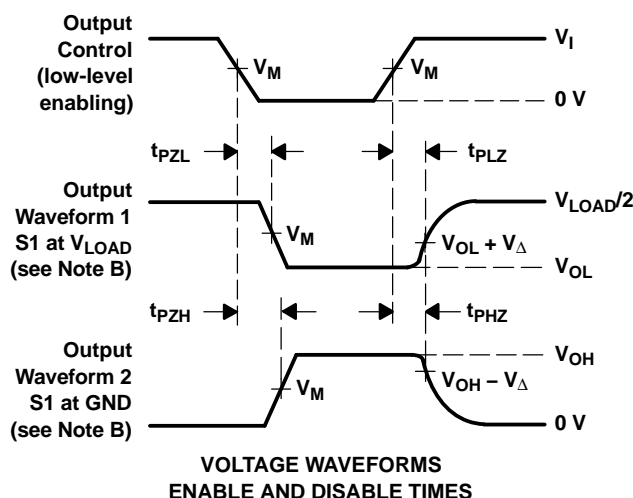 Output
Control
(low-level
enabling)
V_M
V_M
V_I
0 V
t_PZL
t_PLZ
Output
Waveform 1
S1 at V_LOAD
(see Note B)
V_M
V_LOAD/2
V_OL + V_Δ
V_OL
t_PZH
t_PHZ
Output
Waveform 2
S1 at GND
(see Note B)
V_M
V_OH
V_OH − V_Δ
0 V
VOLTAGE WAVEFORMS
ENABLE AND DISABLE TIMES